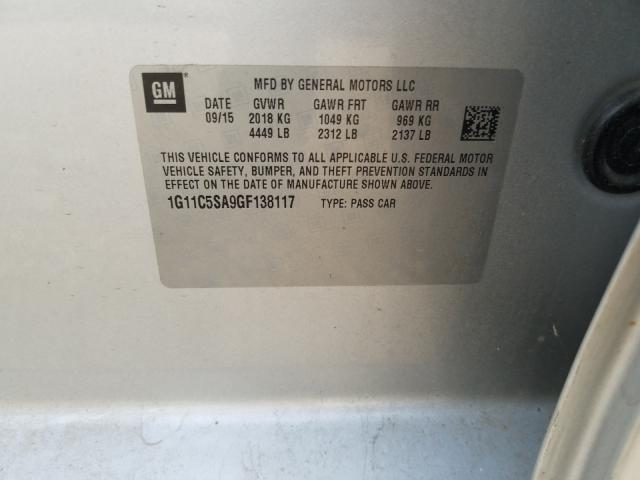 GM® MFD BY GENERAL MOTORS LLC
DATE GVWR GAWR FRT GAWR RR
09/15 2018 KG 1049 KG 969 KG
4449 LB 2312 LB 2137 LB
THIS VEHICLE CONFORMS TO ALL APPLICABLE U.S. FEDERAL MOTOR
VEHICLE SAFETY, BUMPER, AND THEFT PREVENTION STANDARDS IN
EFFECT ON THE DATE OF MANUFACTURE SHOWN ABOVE.
1G11C5SA9GF138117 TYPE: PASS CAR